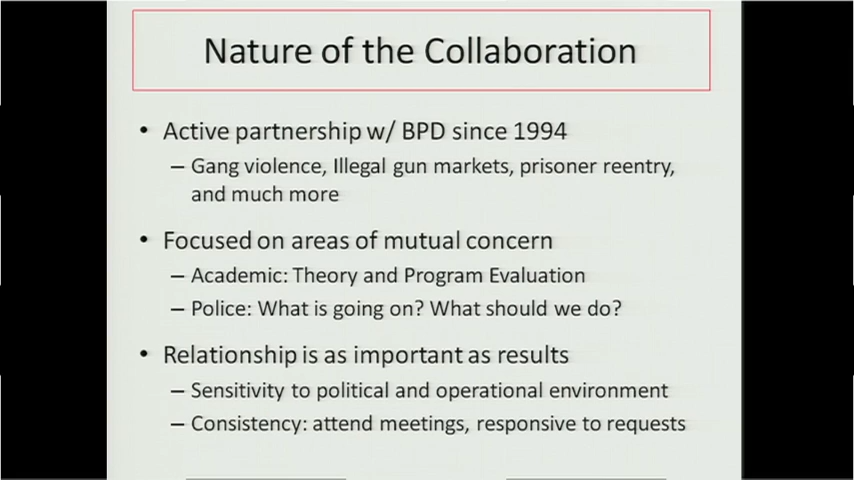 Nature of the Collaboration
• Active partnership w/ BPD since 1994
– Gang violence, Illegal gun markets, prisoner reentry,
and much more
• Focused on areas of mutual concern
– Academic: Theory and Program Evaluation
– Police: What is going on? What should we do?
• Relationship is as important as results
– Sensitivity to political and operational environment
– Consistency: attend meetings, responsive to requests